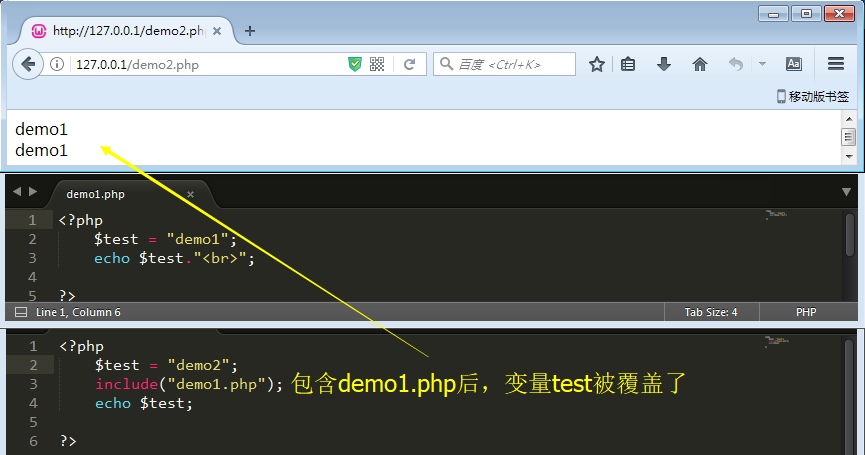 http://127.0.0.1/demo2.php
127.0.0.1/demo2.php
百度 <Ctrl+K>
移动版书签
demo1
demo1
demo1.php
1 <?php
2 $test = "demo1";
3 echo $test."<br>";
4
5 ?>
Line 1, Column 6
Tab Size: 4
PHP
1 <?php
2 $test = "demo2";
3 include("demo1.php"); 包含demo1.php后，变量test被覆盖了
4 echo $test;
5
6 ?>